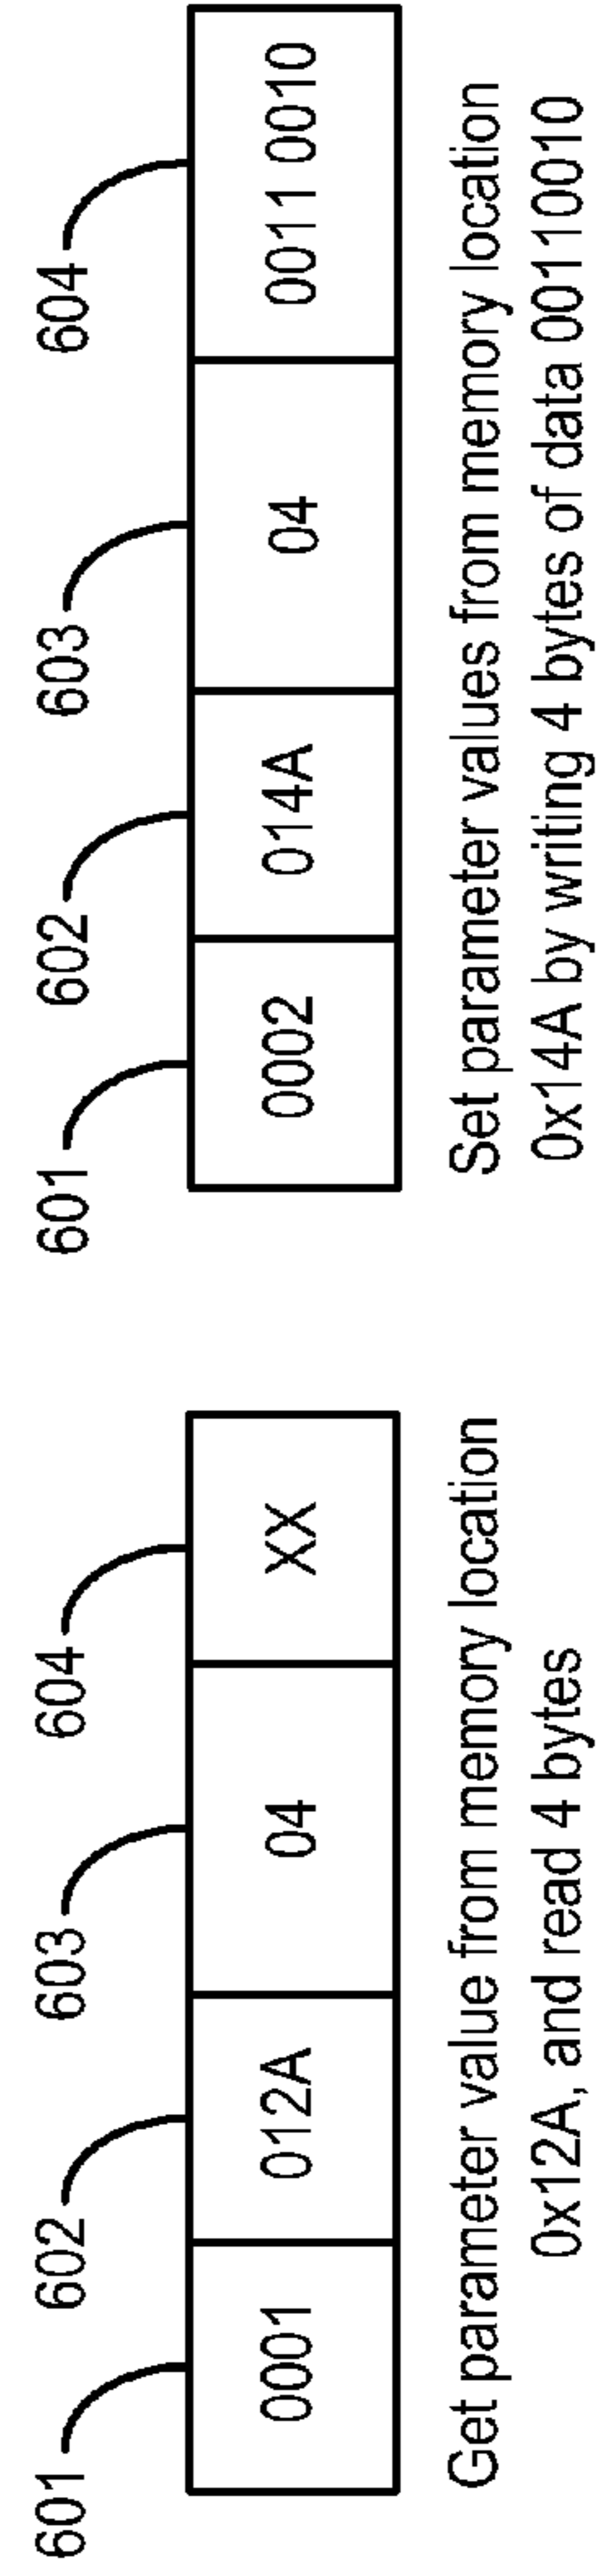 601 602 603 604
0001 012A 04 XX
Get parameter value from memory location
0x12A, and read 4 bytes
601 602 603 604
0002 014A 04 0011 0010
Set parameter values from memory location
0x14A by writing 4 bytes of data 00110010